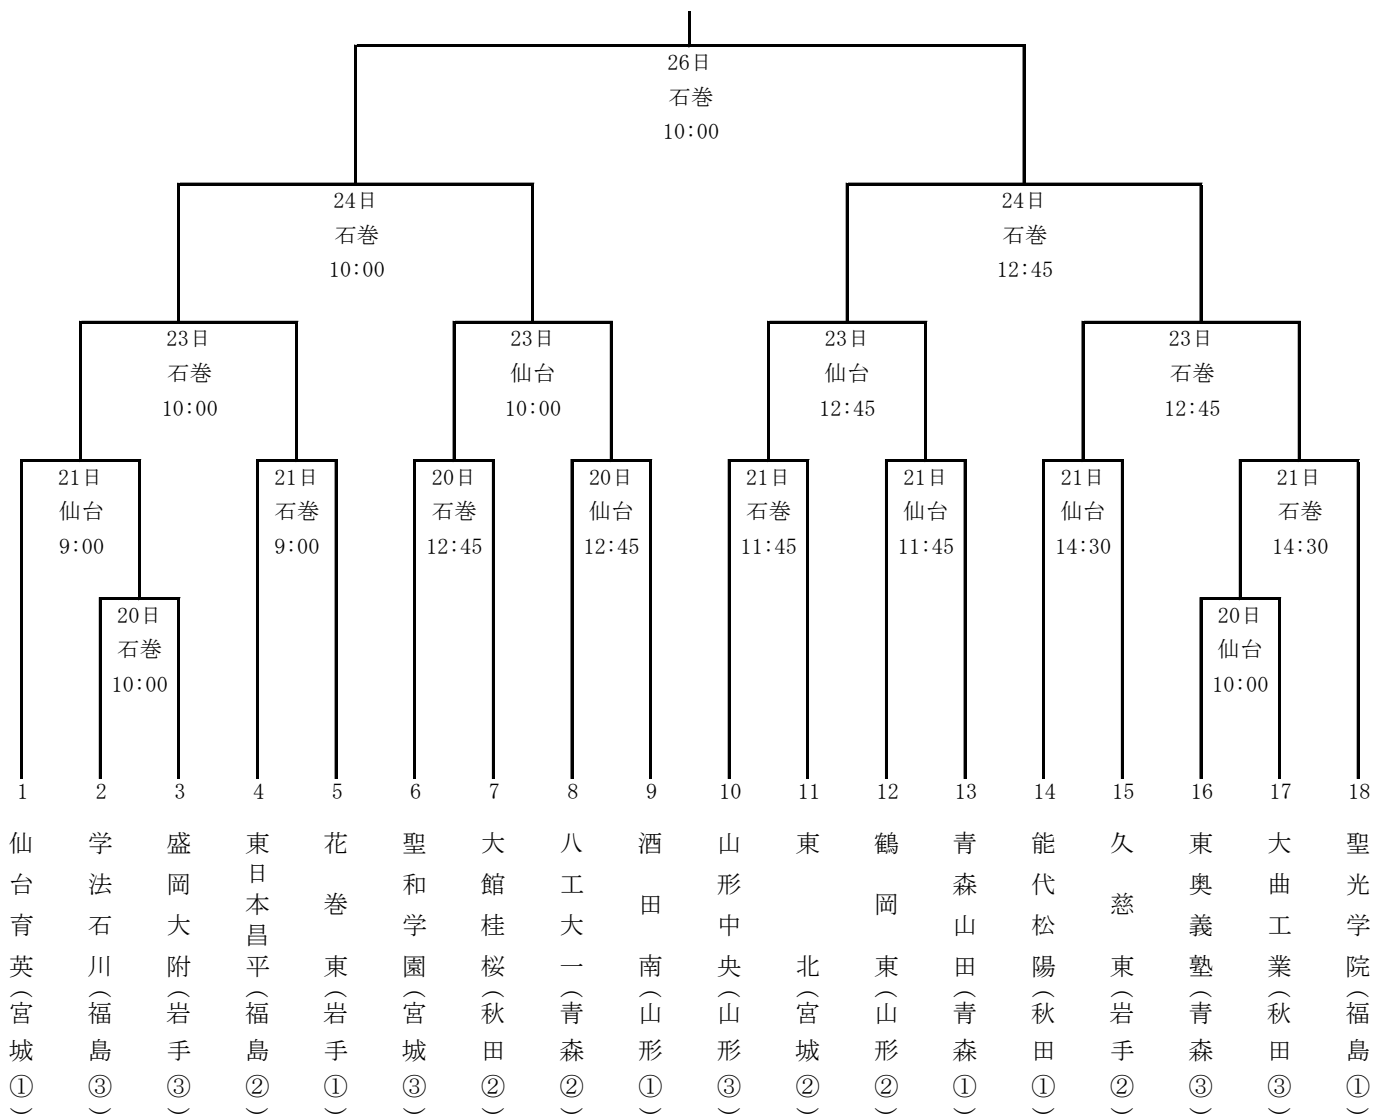 26日
石巻
10:00
24日
石巻
10:00
24日
石巻
12:45
23日
石巻
10:00
23日
仙台
10:00
23日
仙台
12:45
23日
石巻
12:45
21日
仙台
9:00
21日
石巻
9:00
20日
石巻
12:45
20日
仙台
12:45
21日
石巻
11:45
21日
仙台
11:45
21日
仙台
14:30
21日
石巻
14:30
20日
石巻
10:00
20日
仙台
10:00
1 2 3 4 5 6 7 8 9 10 11 12 13 14 15 16 17 18
仙台育英(宮城①)
学法石川(福島③)
盛岡大附(岩手③)
東日本昌平(福島②)
花巻東(岩手①)
聖和学園(宮城③)
大館桂桜(秋田②)
八工大一(青森②)
酒田南(山形①)
山形中央(山形③)
東北(宮城②)
鶴岡東(山形②)
青森山田(青森①)
能代松陽(秋田①)
久慈東(岩手②)
東奥義塾(青森③)
大曲工業(秋田③)
聖光学院(福島①)